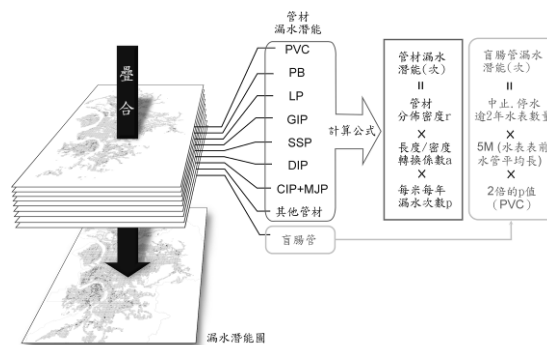 疊
合
管材
漏水潛能
PVC
PB
LP
GIP
SSP
DIP
CIP+MJP
其他管材
盲腸管
計算公式
管材漏水
潛能(次)
=
管材
分佈密度r
×
長度/密度
轉換係數a
×
每米每年
漏水次數p
盲腸管漏水
潛能(次)
=
中止.停水
逾2年水表數量
×
5M (水表表前
水管平均長)
×
2倍的p值
(PVC)
漏水潛能圖